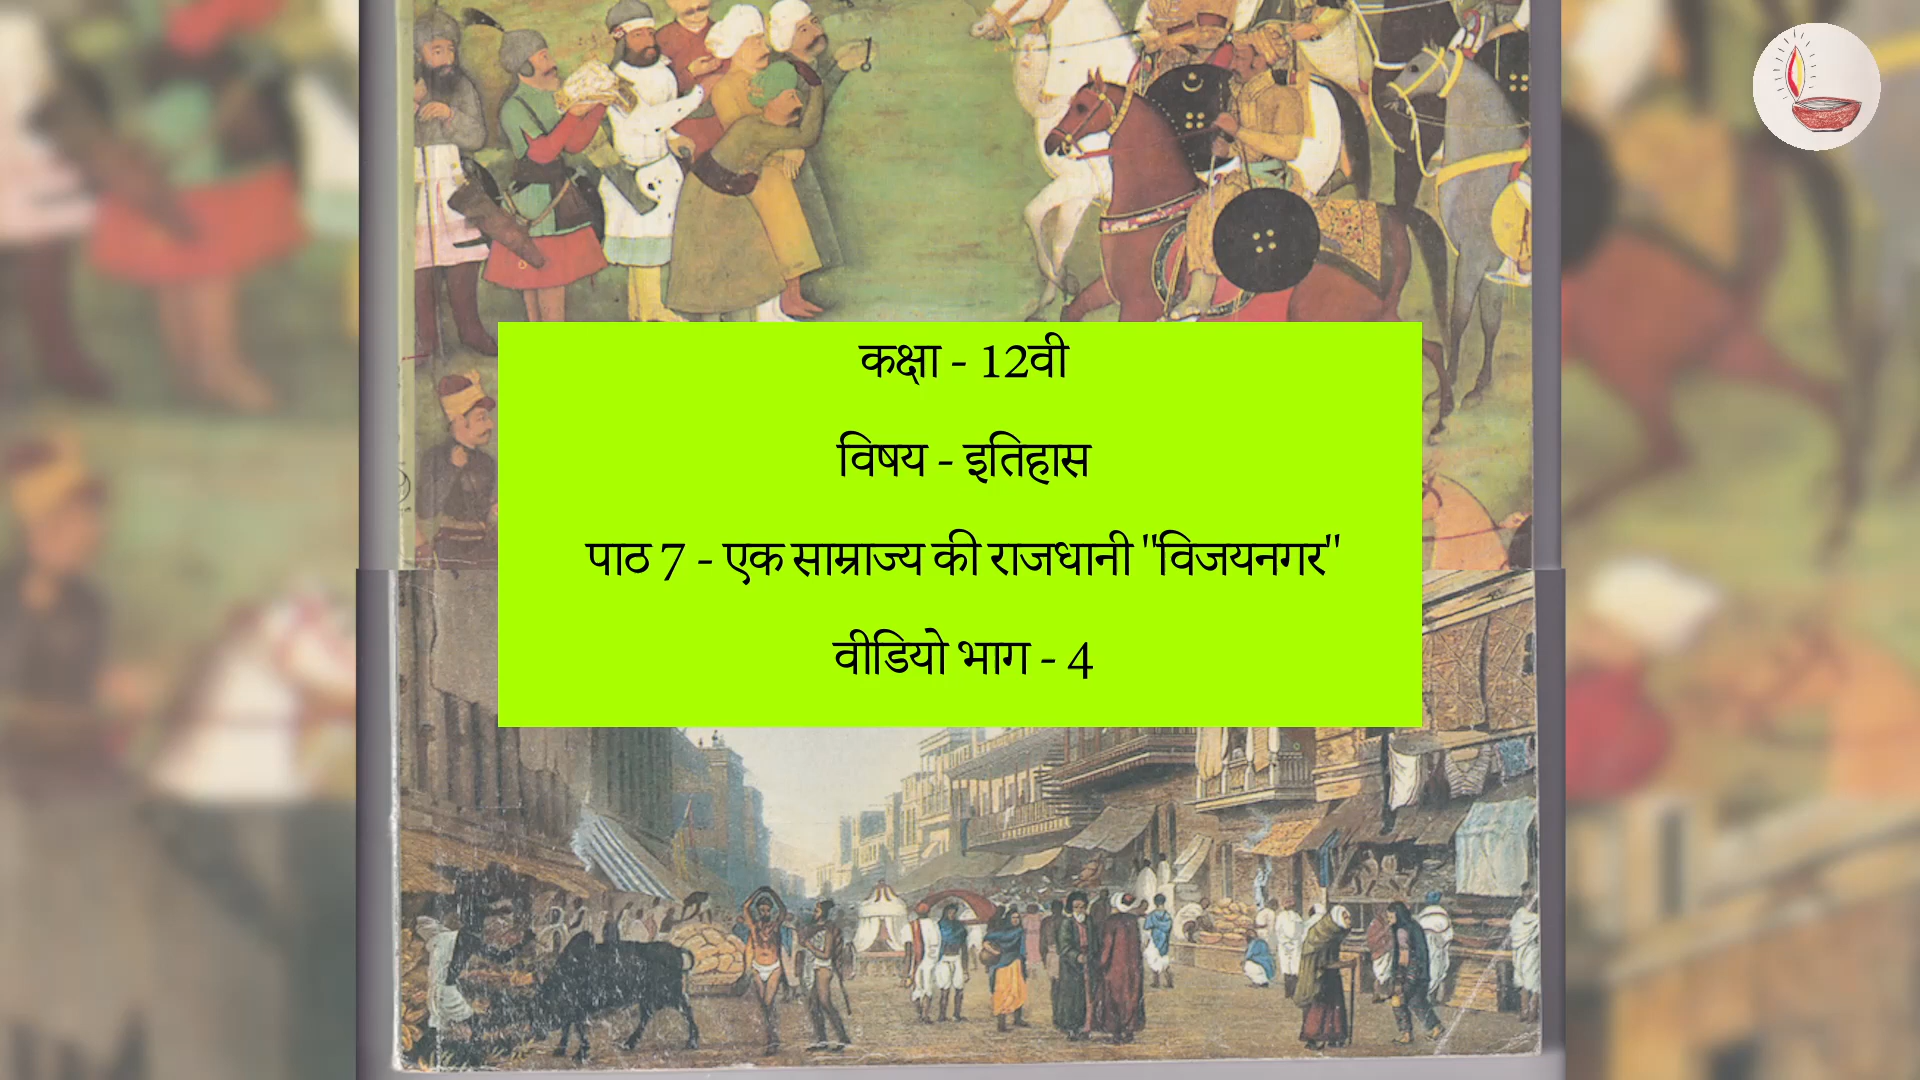 कक्षा - 12वी
विषय - इतिहास
पाठ 7 - एक साम्राज्य की राजधानी "विजयनगर"
वीडियो भाग - 4